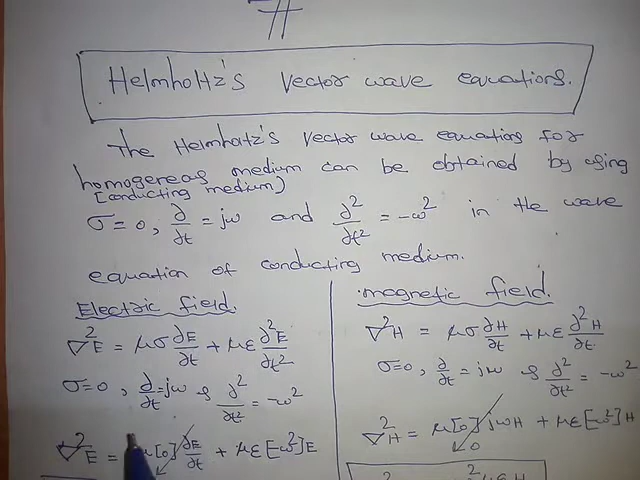 Helmholtz's vector wave equations.
The Helmholtz's vector wave equations for
homogereas medium can be obtained by using
[conducting medium)
σ=0, ∂/∂t = jω and ∂²/∂t² = -ω² in the wave
equation of conducting medium.
Electric field.
∇²E = μσ ∂E/∂t + με ∂²E/∂t²
σ=0, ∂/∂t = jω & ∂²/∂t² = -ω²
∇²E = μ[0] ∂E/∂t + με[-ω²]E
magnetic field.
∇²H = μσ ∂H/∂t + με ∂²H/∂t²
σ=0, ∂/∂t = jω & ∂²/∂t² = -ω²
∇²H = μ[0] jωH + με[-ω²]H
0